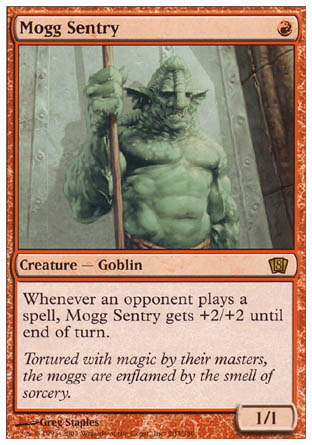 Mogg Sentry
Creature — Goblin
8
Whenever an opponent plays a
spell, Mogg Sentry gets +2/+2 until
end of turn.
Tortured with magic by their masters,
the moggs are enflamed by the smell of
sorcery.
Greg Staples
1/1